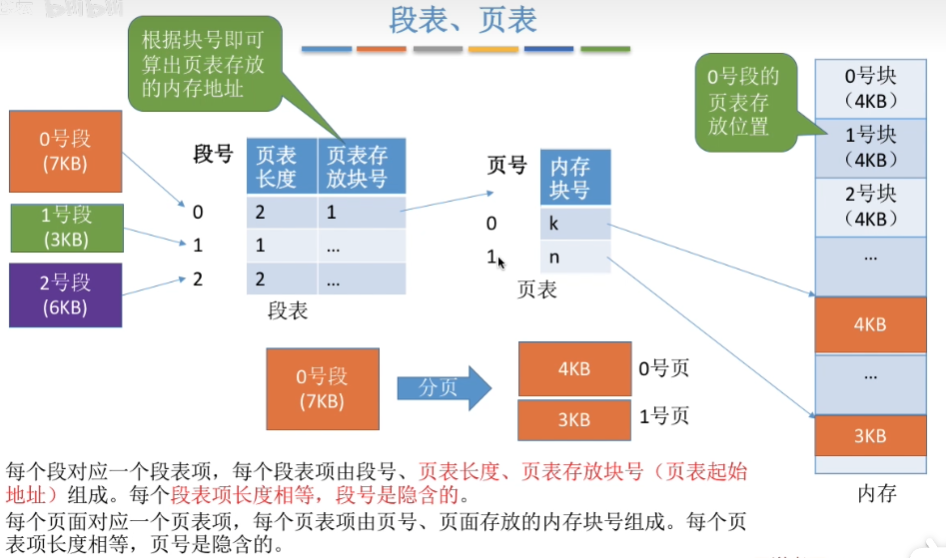 段表、页表
根据块号即可
算出页表存放
的内存地址
0号段的
页表存
放位置
0号块
（4KB）
1号块
（4KB）
2号块
（4KB）
...
4KB
...
3KB
内存
0号段
(7KB)
1号段
(3KB)
2号段
(6KB)
段号 页表长度 页表存放块号
0 2 1
1 1 ...
2 2 ...
段表
页号 内存块号
0 k
1 n
页表
0号段
(7KB)
分页
4KB 0号页
3KB 1号页
每个段对应一个段表项，每个段表项由段号、页表长度、页表存放块号（页表起始
地址）组成。每个段表项长度相等，段号是隐含的。
每个页面对应一个页表项，每个页表项由页号、页面存放的内存块号组成。每个页
表项长度相等，页号是隐含的。